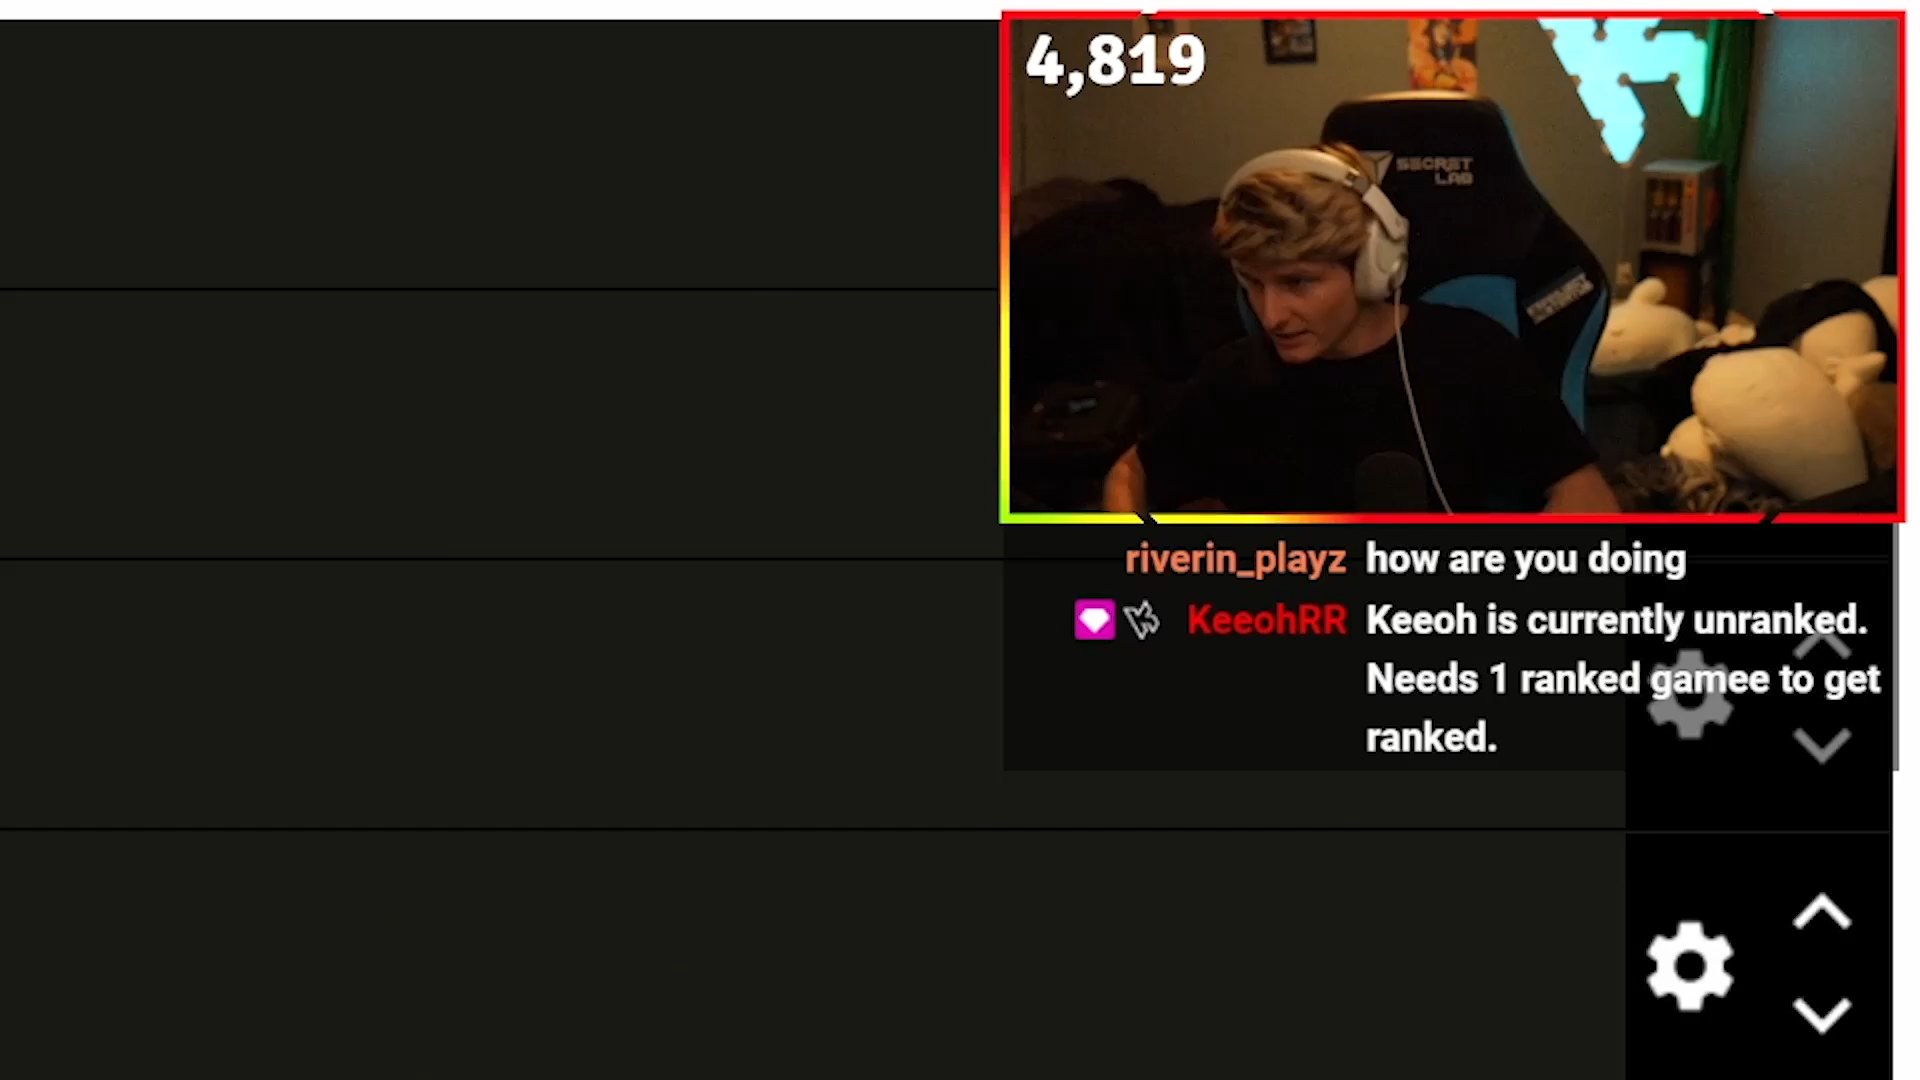 4,819
SECRET
LAB
riverin_playz how are you doing
KeeohRR Keeoh is currently unranked.
Needs 1 ranked gamee to get
ranked.